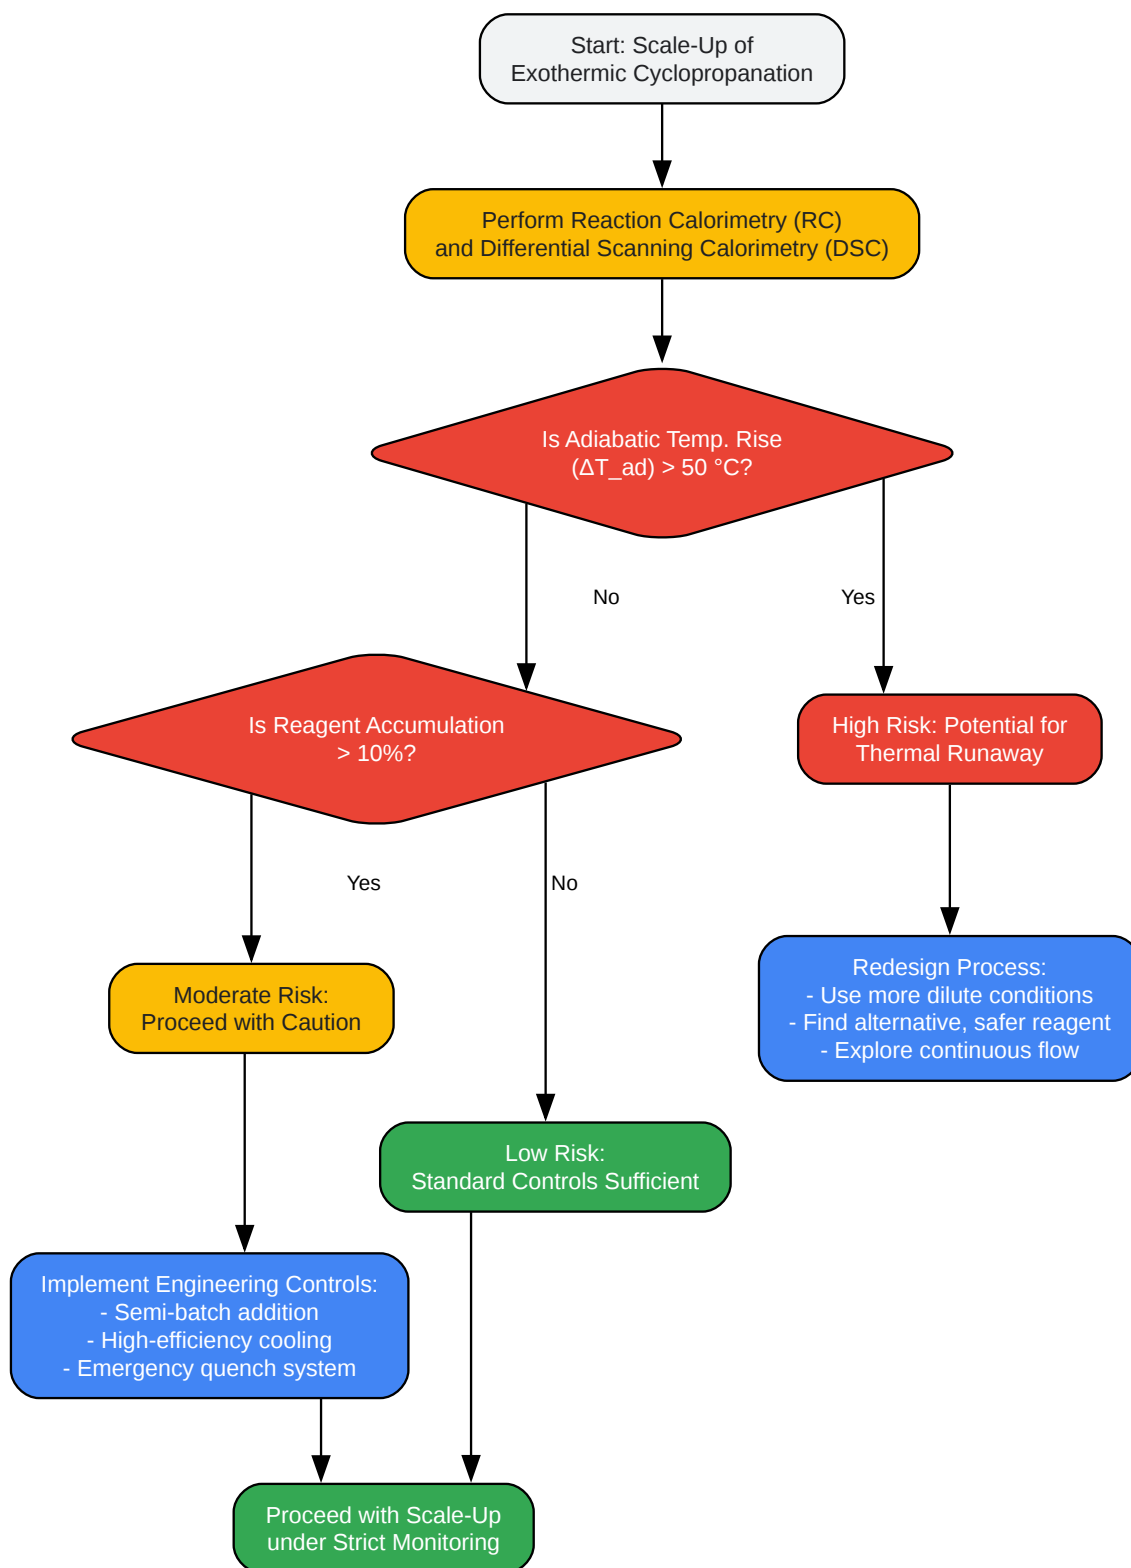 Start: Scale-Up of
Exothermic Cyclopropanation
Perform Reaction Calorimetry (RC)
and Differential Scanning Calorimetry (DSC)
Is Adiabatic Temp. Rise
(ΔT_ad) > 50 °C?
No
Yes
Is Reagent Accumulation
> 10%?
High Risk: Potential for
Thermal Runaway
Yes
No
Moderate Risk:
Proceed with Caution
Redesign Process:
- Use more dilute conditions
- Find alternative, safer reagent
- Explore continuous flow
Low Risk:
Standard Controls Sufficient
Implement Engineering Controls:
- Semi-batch addition
- High-efficiency cooling
- Emergency quench system
Proceed with Scale-Up
under Strict Monitoring